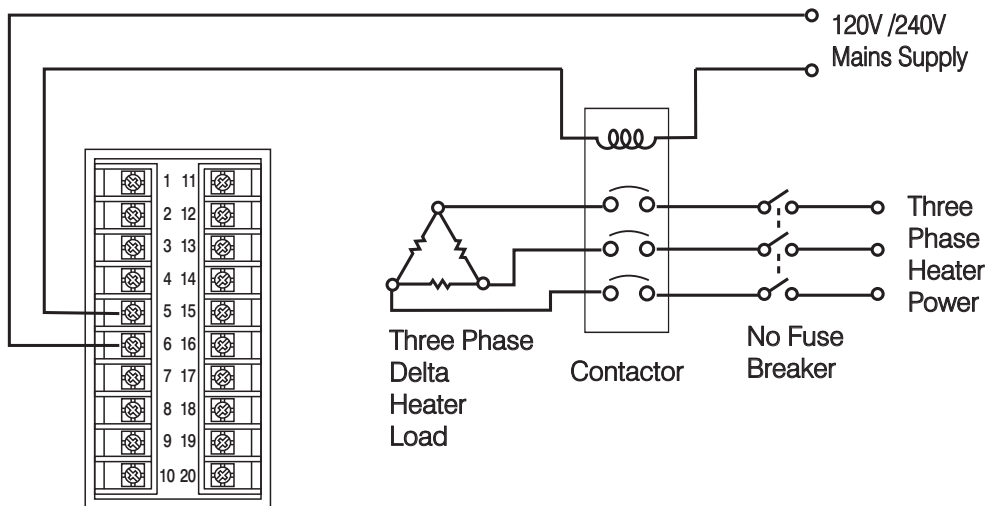 120V /240V
Mains Supply
1 11
2 12
3 13
4 14
5 15
6 16
7 17
8 18
9 19
10 20
Three
Phase
Heater
Power
Three Phase
Delta
Heater
Load
Contactor
No Fuse
Breaker